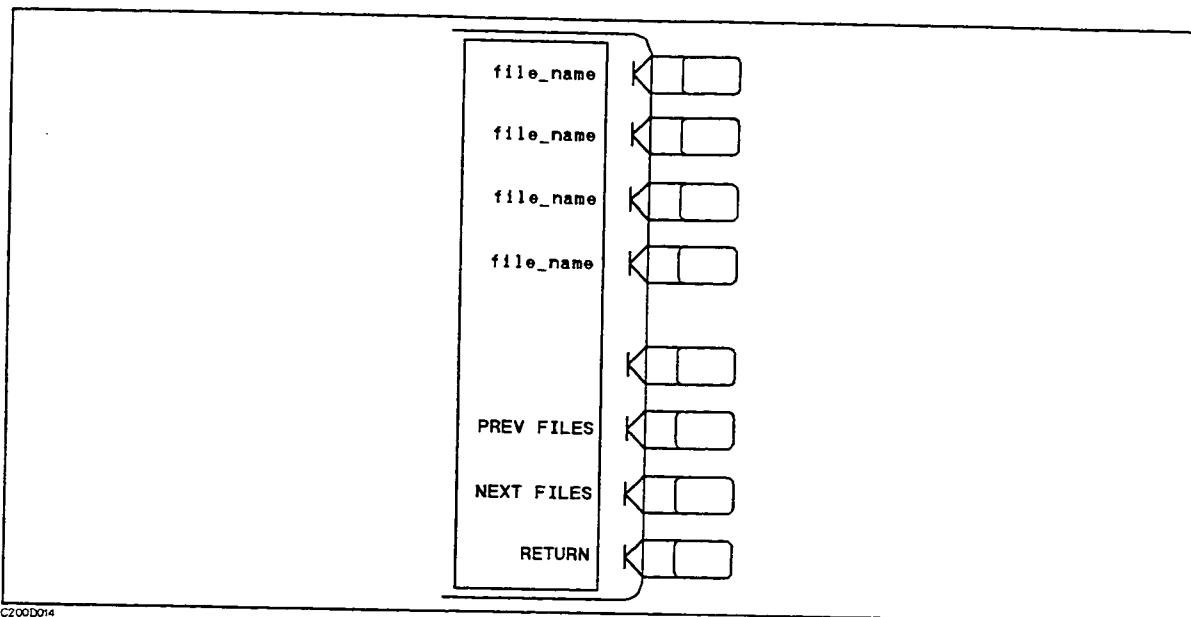 file_name
file_name
file_name
file_name
PREV FILES
NEXT FILES
RETURN
C200D014